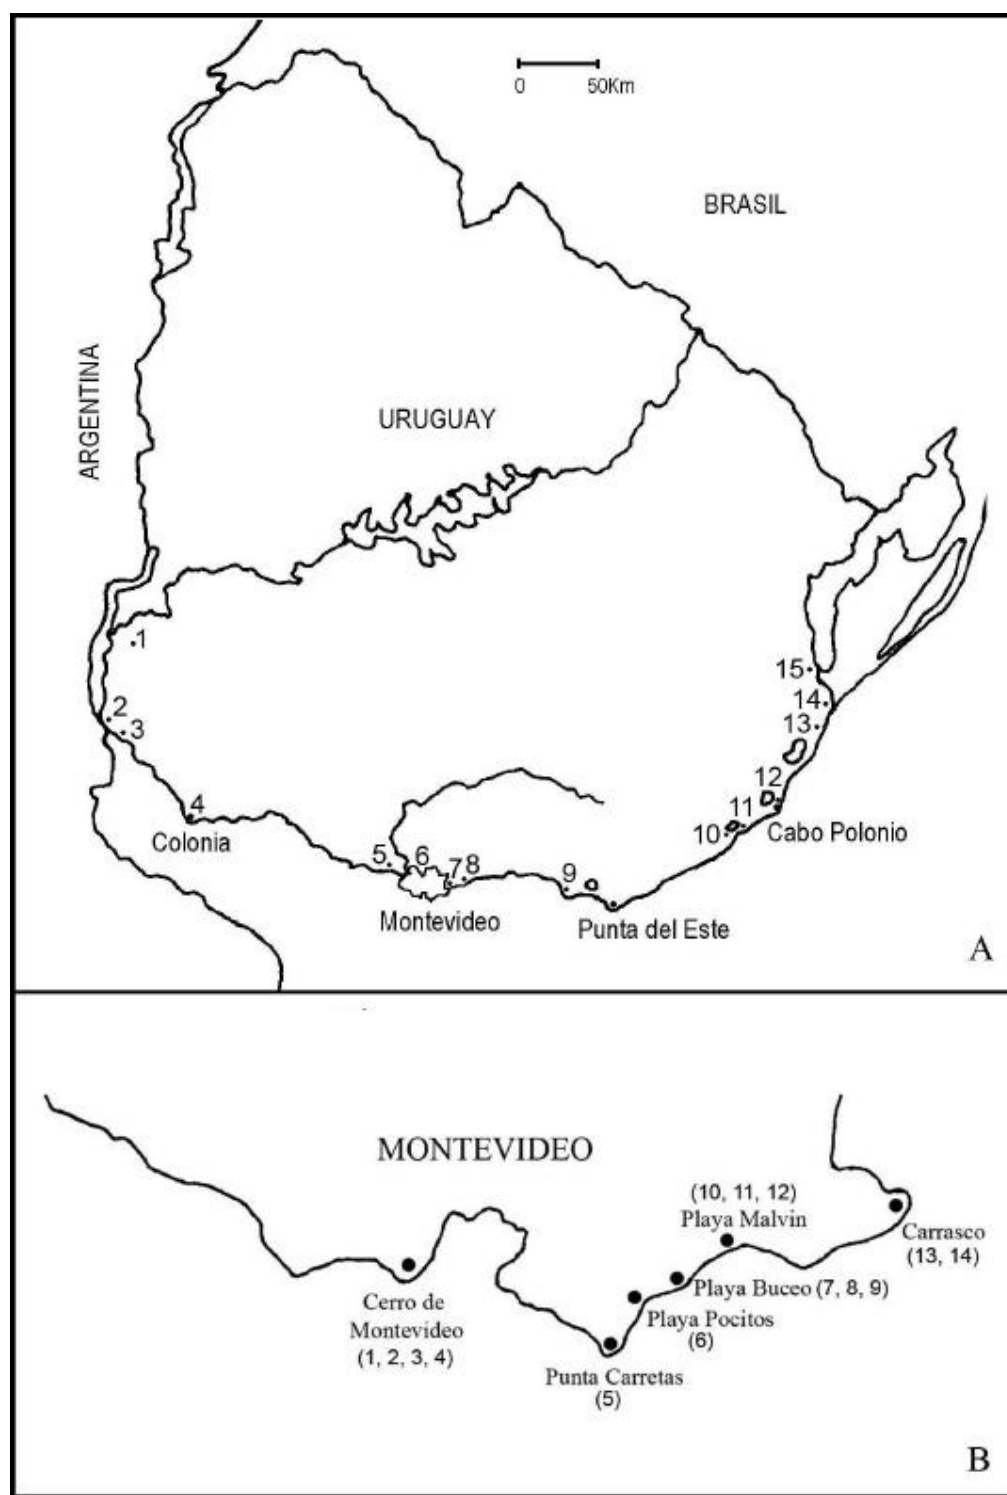 0 50Km
BRASIL
ARGENTINA
URUGUAY
1
2
3
4
Colonia
5
6
7
8
Montevideo
9
Punta del Este
10
11
12
Cabo Polonio
13
14
15
A
MONTEVIDEO
Cerro de
Montevideo
(1, 2, 3, 4)
Punta Carretas
(5)
Playa Pocitos
(6)
Playa Buceo (7, 8, 9)
(10, 11, 12)
Playa Malvin
Carrasco
(13, 14)
B